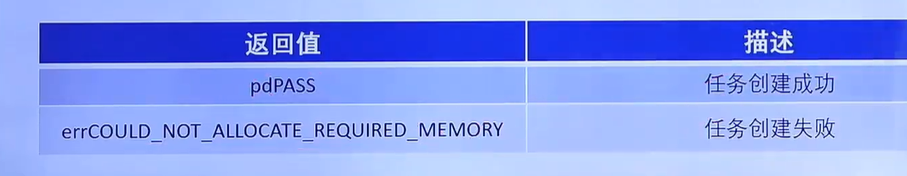 返回值 描述
pdPASS 任务创建成功
errCOULD_NOT_ALLOCATE_REQUIRED_MEMORY 任务创建失败